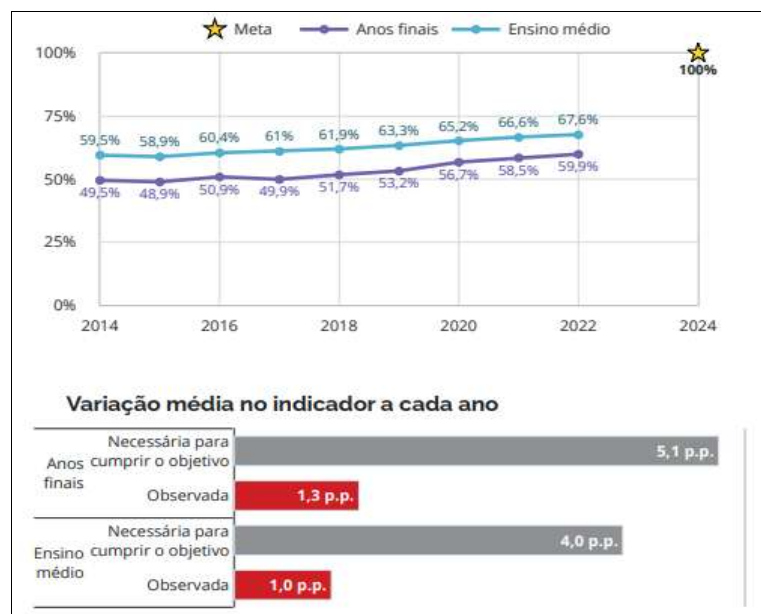 Meta Anos finais Ensino médio
100%
100%
75%
59,5% 58,9% 60,4% 61% 61,9% 63,3% 65,2% 66,6% 67,6%
50%
49,5% 48,9% 50,9% 49,9% 51,7% 53,2% 56,7% 58,5% 59,9%
25%
0%
2014 2016 2018 2020 2022 2024
Variação média no indicador a cada ano
Anos finais
Necessária para
cumprir o objetivo
5,1 p.p.
Observada
1,3 p.p.
Ensino médio
Necessária para
cumprir o objetivo
4,0 p.p.
Observada
1,0 p.p.